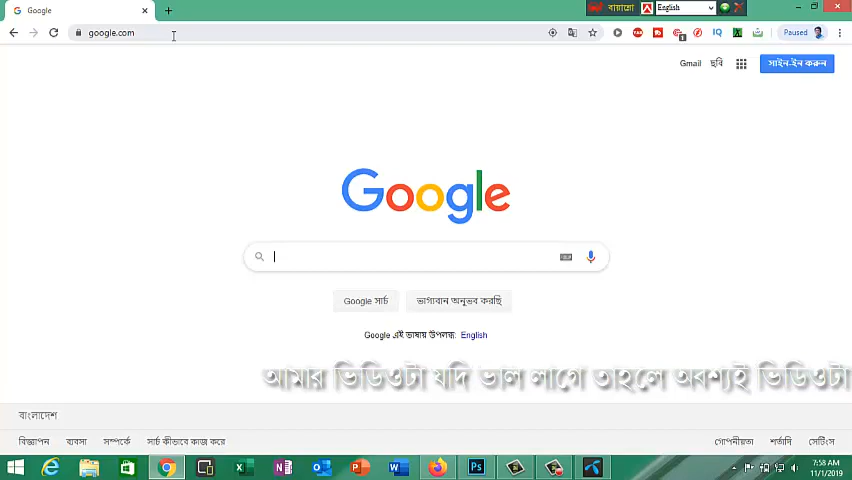 Google
বায়ান্নো
English
google.com
Paused
Gmail
ছবি
সাইন-ইন করুন
Google
Google সার্চ
ভাগ্যবান অনুভব করছি
Google এই ভাষায় উপলব্ধ: English
আমার ভিডিওটা যদি ভাল লাগে তাহলে অবশ্যই ভিডিওটা
বাংলাদেশ
বিজ্ঞাপন
ব্যবসা
সম্পর্কে
সার্চ কীভাবে কাজ করে
গোপনীয়তা
শর্তাদি
সেটিংস
7:58 AM
11/1/2019